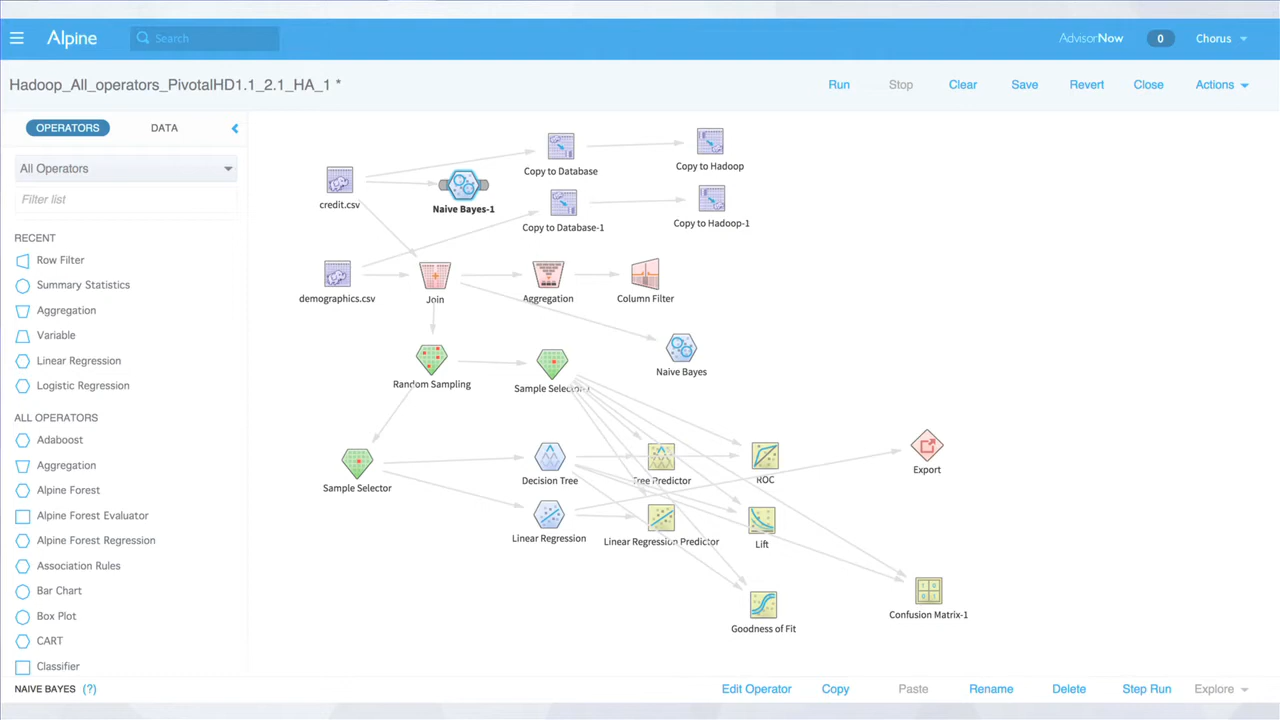 Alpine
Search
AdvisorNow
0
Chorus
Hadoop_All_operators_PivotalHD1.1_2.1_HA_1 *
Run
Stop
Clear
Save
Revert
Close
Actions
OPERATORS
DATA
All Operators
Filter list
RECENT
Row Filter
Summary Statistics
Aggregation
Variable
Linear Regression
Logistic Regression
ALL OPERATORS
Adaboost
Aggregation
Alpine Forest
Alpine Forest Evaluator
Alpine Forest Regression
Association Rules
Bar Chart
Box Plot
CART
Classifier
credit.csv
Naive Bayes-1
Copy to Database
Copy to Hadoop
Copy to Database-1
Copy to Hadoop-1
demographics.csv
Join
Aggregation
Column Filter
Naive Bayes
Random Sampling
Sample Selector
Sample Selector
Decision Tree
Tree Predictor
ROC
Export
Linear Regression
Linear Regression Predictor
Lift
Goodness of Fit
Confusion Matrix-1
NAIVE BAYES (?)
Edit Operator
Copy
Paste
Rename
Delete
Step Run
Explore